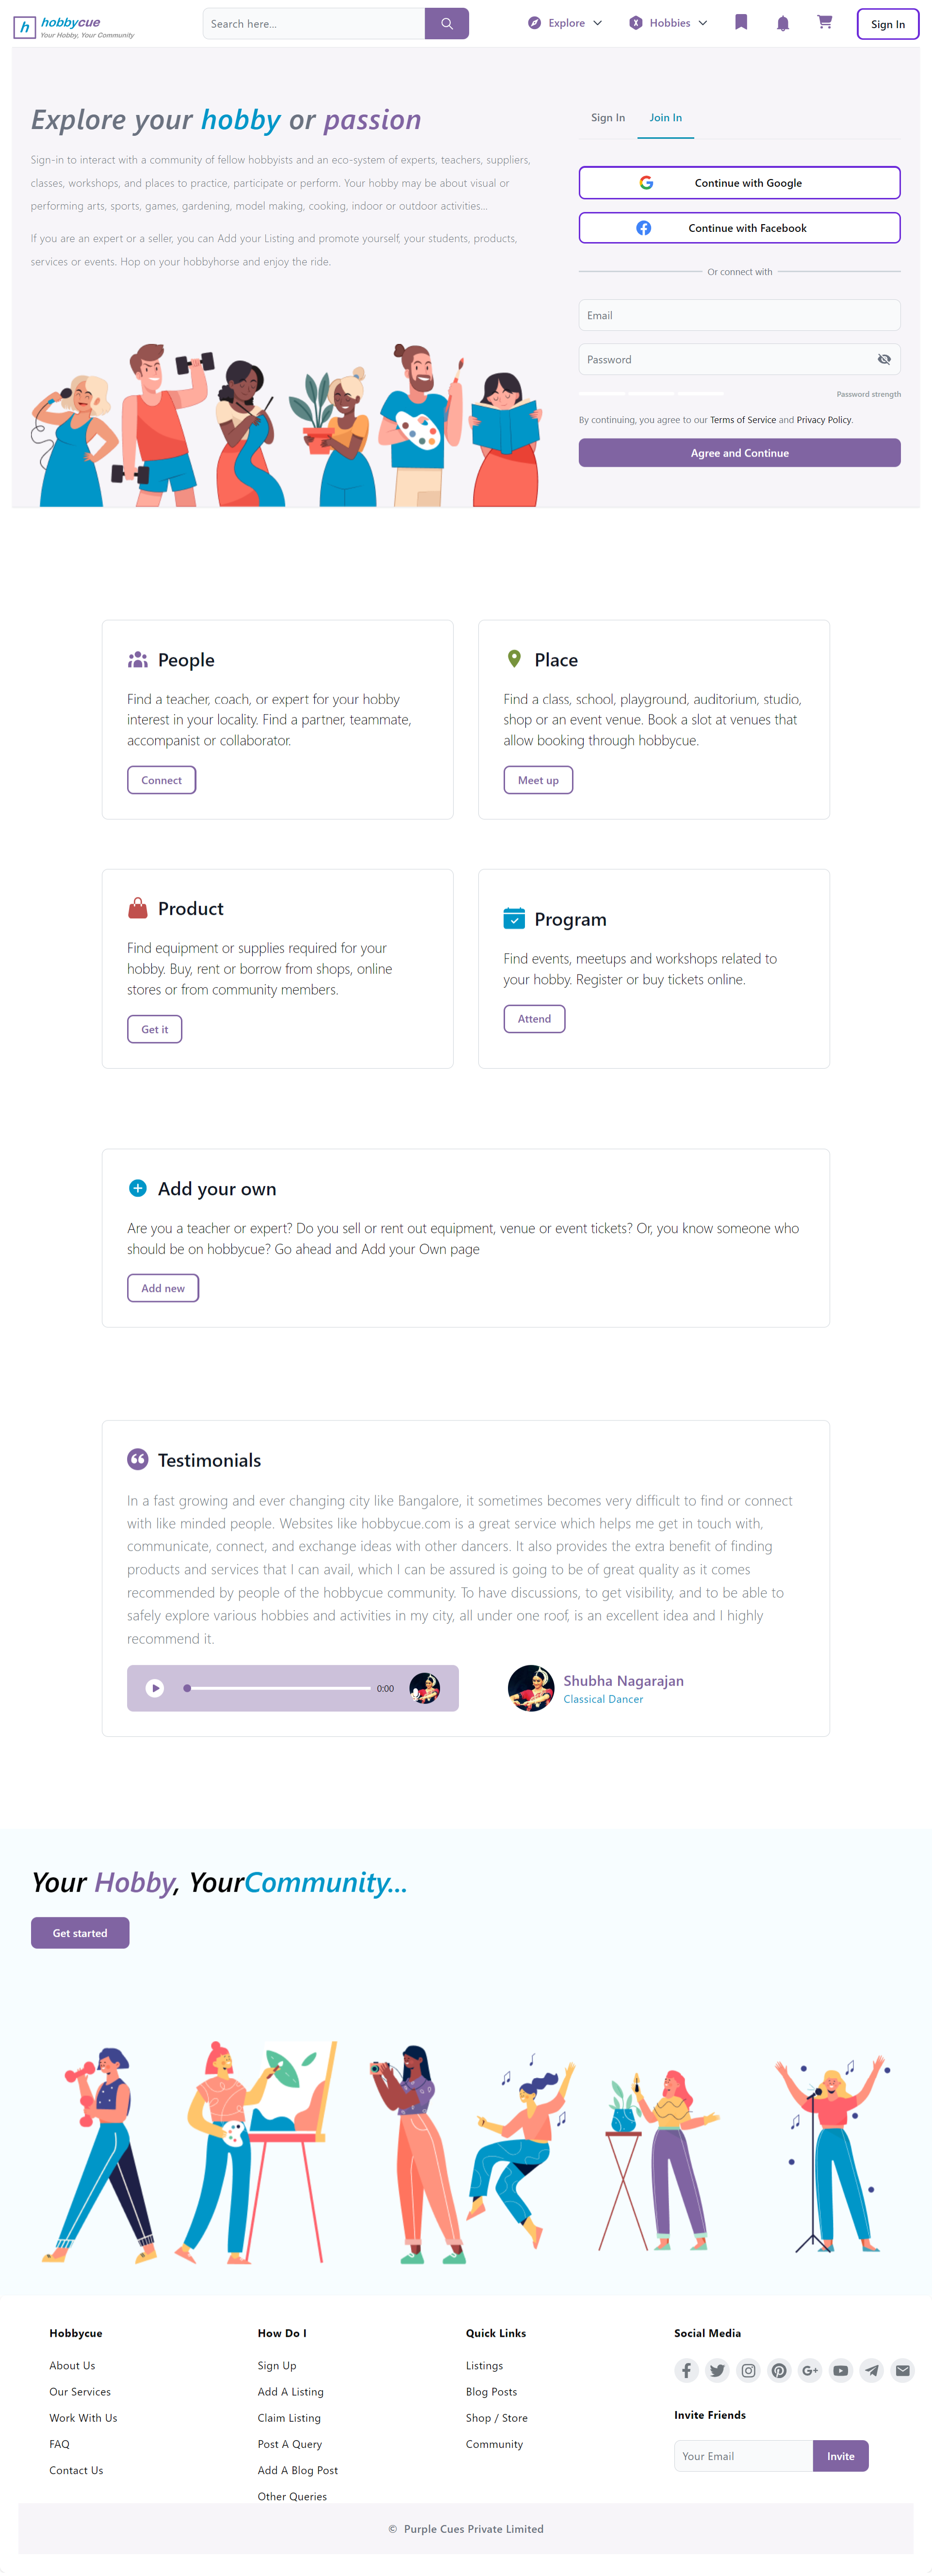 h hobbycue
Your Hobby, Your Community
Search here...
Explore
Hobbies
Sign In
Explore your hobby or passion
Sign-in to interact with a community of fellow hobbyists and an eco-system of experts, teachers, suppliers,
classes, workshops, and places to practice, participate or perform. Your hobby may be about visual or
performing arts, sports, games, gardening, model making, cooking, indoor or outdoor activities...
If you are an expert or a seller, you can Add your Listing and promote yourself, your students, products,
services or events. Hop on your hobbyhorse and enjoy the ride.
Sign In
Join In
Continue with Google
Continue with Facebook
Or connect with
Email
Password
Password strength
By continuing, you agree to our Terms of Service and Privacy Policy.
Agree and Continue
People
Find a teacher, coach, or expert for your hobby
interest in your locality. Find a partner, teammate,
accompanist or collaborator.
Connect
Place
Find a class, school, playground, auditorium, studio,
shop or an event venue. Book a slot at venues that
allow booking through hobbycue.
Meet up
Product
Find equipment or supplies required for your
hobby. Buy, rent or borrow from shops, online
stores or from community members.
Get it
Program
Find events, meetups and workshops related to
your hobby. Register or buy tickets online.
Attend
Add your own
Are you a teacher or expert? Do you sell or rent out equipment, venue or event tickets? Or, you know someone who
should be on hobbycue? Go ahead and Add your Own page
Add new
Testimonials
In a fast growing and ever changing city like Bangalore, it sometimes becomes very difficult to find or connect
with like minded people. Websites like hobbycue.com is a great service which helps me get in touch with,
communicate, connect, and exchange ideas with other dancers. It also provides the extra benefit of finding
products and services that I can avail, which I can be assured is going to be of great quality as it comes
recommended by people of the hobbycue community. To have discussions, to get visibility, and to be able to
safely explore various hobbies and activities in my city, all under one roof, is an excellent idea and I highly
recommend it.
0:00
Shubha Nagarajan
Classical Dancer
Your Hobby, YourCommunity...
Get started
Hobbycue
About Us
Our Services
Work With Us
FAQ
Contact Us
How Do I
Sign Up
Add A Listing
Claim Listing
Post A Query
Add A Blog Post
Other Queries
Quick Links
Listings
Blog Posts
Shop / Store
Community
Social Media
Invite Friends
Your Email
Invite
© Purple Cues Private Limited